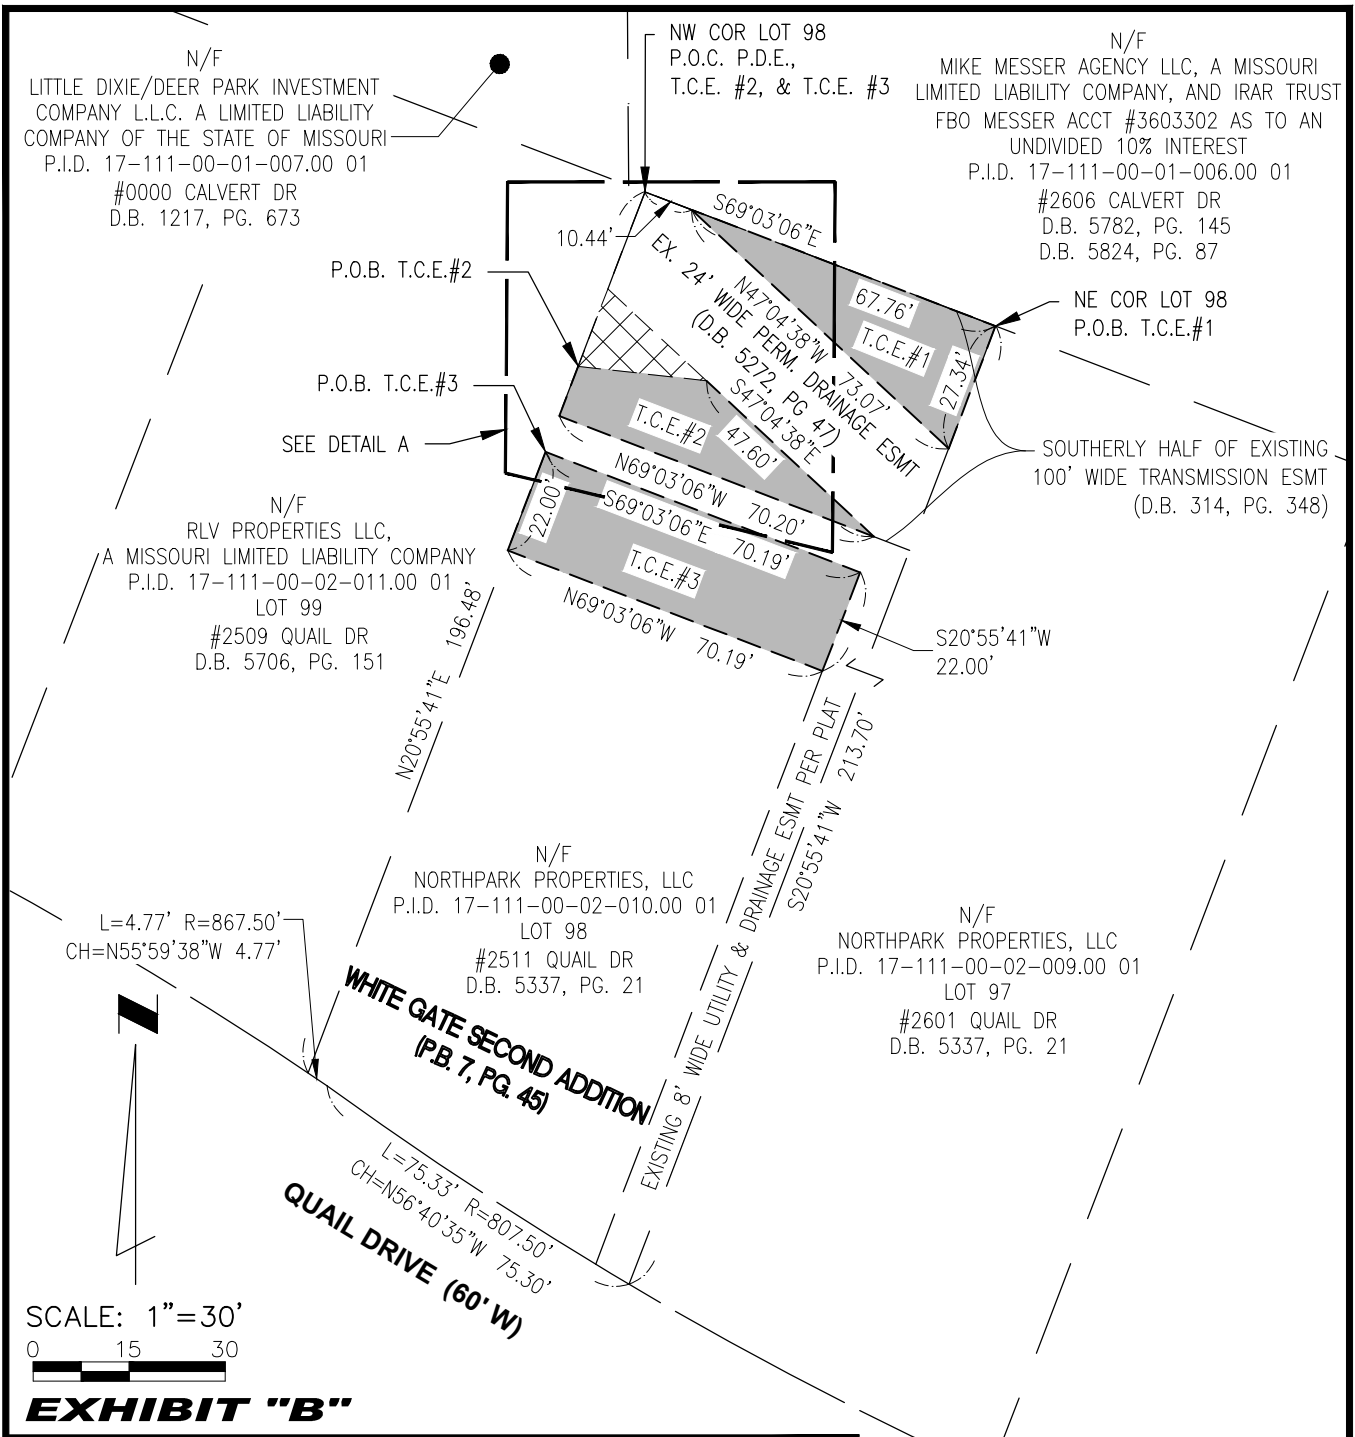 N/F
LITTLE DIXIE/DEER PARK INVESTMENT
COMPANY L.L.C. A LIMITED LIABILITY
COMPANY OF THE STATE OF MISSOURI
P.I.D. 17-111-00-01-007.00 01
#0000 CALVERT DR
D.B. 1217, PG. 673
NW COR LOT 98
P.O.C. P.D.E.,
T.C.E. #2, & T.C.E. #3
N/F
MIKE MESSER AGENCY LLC, A MISSOURI
LIMITED LIABILITY COMPANY, AND IRAR TRUST
FBO MESSER ACCT #3603302 AS TO AN
UNDIVIDED 10% INTEREST
P.I.D. 17-111-00-01-006.00 01
#2606 CALVERT DR
D.B. 5782, PG. 145
D.B. 5824, PG. 87
S69°03'06"E
10.44'
67.76'
T.C.E.#1
27.34'
NE COR LOT 98
P.O.B. T.C.E.#1
P.O.B. T.C.E.#2
P.O.B. T.C.E.#3
SEE DETAIL A
N47°04'38"W 73.07'
EX. 24' WIDE PERM. DRAINAGE ESMT
(D.B. 5272, PG 47)
S47°04'38"E
47.60'
T.C.E.#2
N69°03'06"W 70.20'
S69°03'06"E 70.19'
22.00'
T.C.E.#3
N69°03'06"W 70.19'
SOUTHERLY HALF OF EXISTING
100' WIDE TRANSMISSION ESMT
(D.B. 314, PG. 348)
S20°55'41"W
22.00'
N/F
RLV PROPERTIES LLC,
A MISSOURI LIMITED LIABILITY COMPANY
P.I.D. 17-111-00-02-011.00 01
LOT 99
#2509 QUAIL DR
D.B. 5706, PG. 151
N20°55'41"E 196.48'
EXISTING 8' WIDE UTILITY & DRAINAGE ESMT PER PLAT
S20°55'41"W 213.70'
N/F
NORTHPARK PROPERTIES, LLC
P.I.D. 17-111-00-02-010.00 01
LOT 98
#2511 QUAIL DR
D.B. 5337, PG. 21
N/F
NORTHPARK PROPERTIES, LLC
P.I.D. 17-111-00-02-009.00 01
LOT 97
#2601 QUAIL DR
D.B. 5337, PG. 21
L=4.77' R=867.50'
CH=N55°59'38"W 4.77'
WHITE GATE SECOND ADDITION
(P.B. 7, PG. 45)
L=75.33' R=807.50'
CH=N56°40'35"W 75.30'
QUAIL DRIVE (60' W)
SCALE: 1"=30'
0 15 30
EXHIBIT "B"